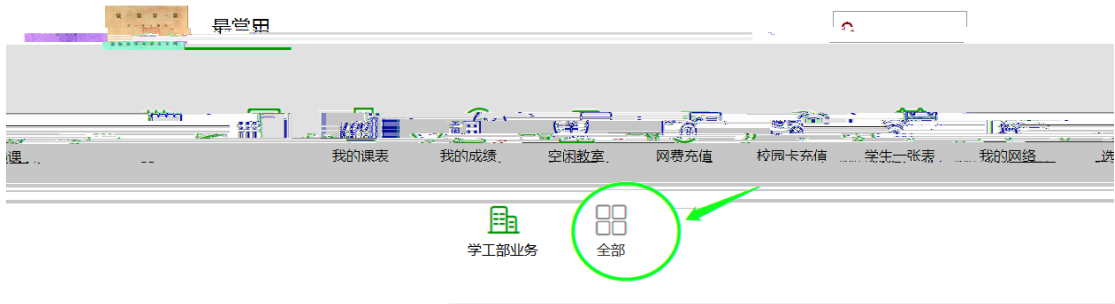 最常用
课
我的课表
我的成绩
空闲教室
网费充值
校园卡充值
学生一张表
我的网络
选
学工部业务
全部